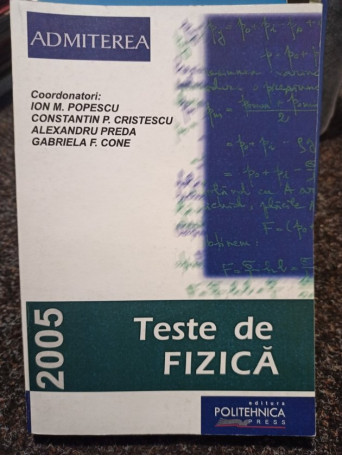 ADMITEREA
Coordonatori:
ION M. POPESCU
CONSTANTIN P. CRISTESCU
ALEXANDRU PREDA
GABRIELA F. CONE
2005
Teste de
FIZICĂ
editura
POLITEHNICA
PRESS